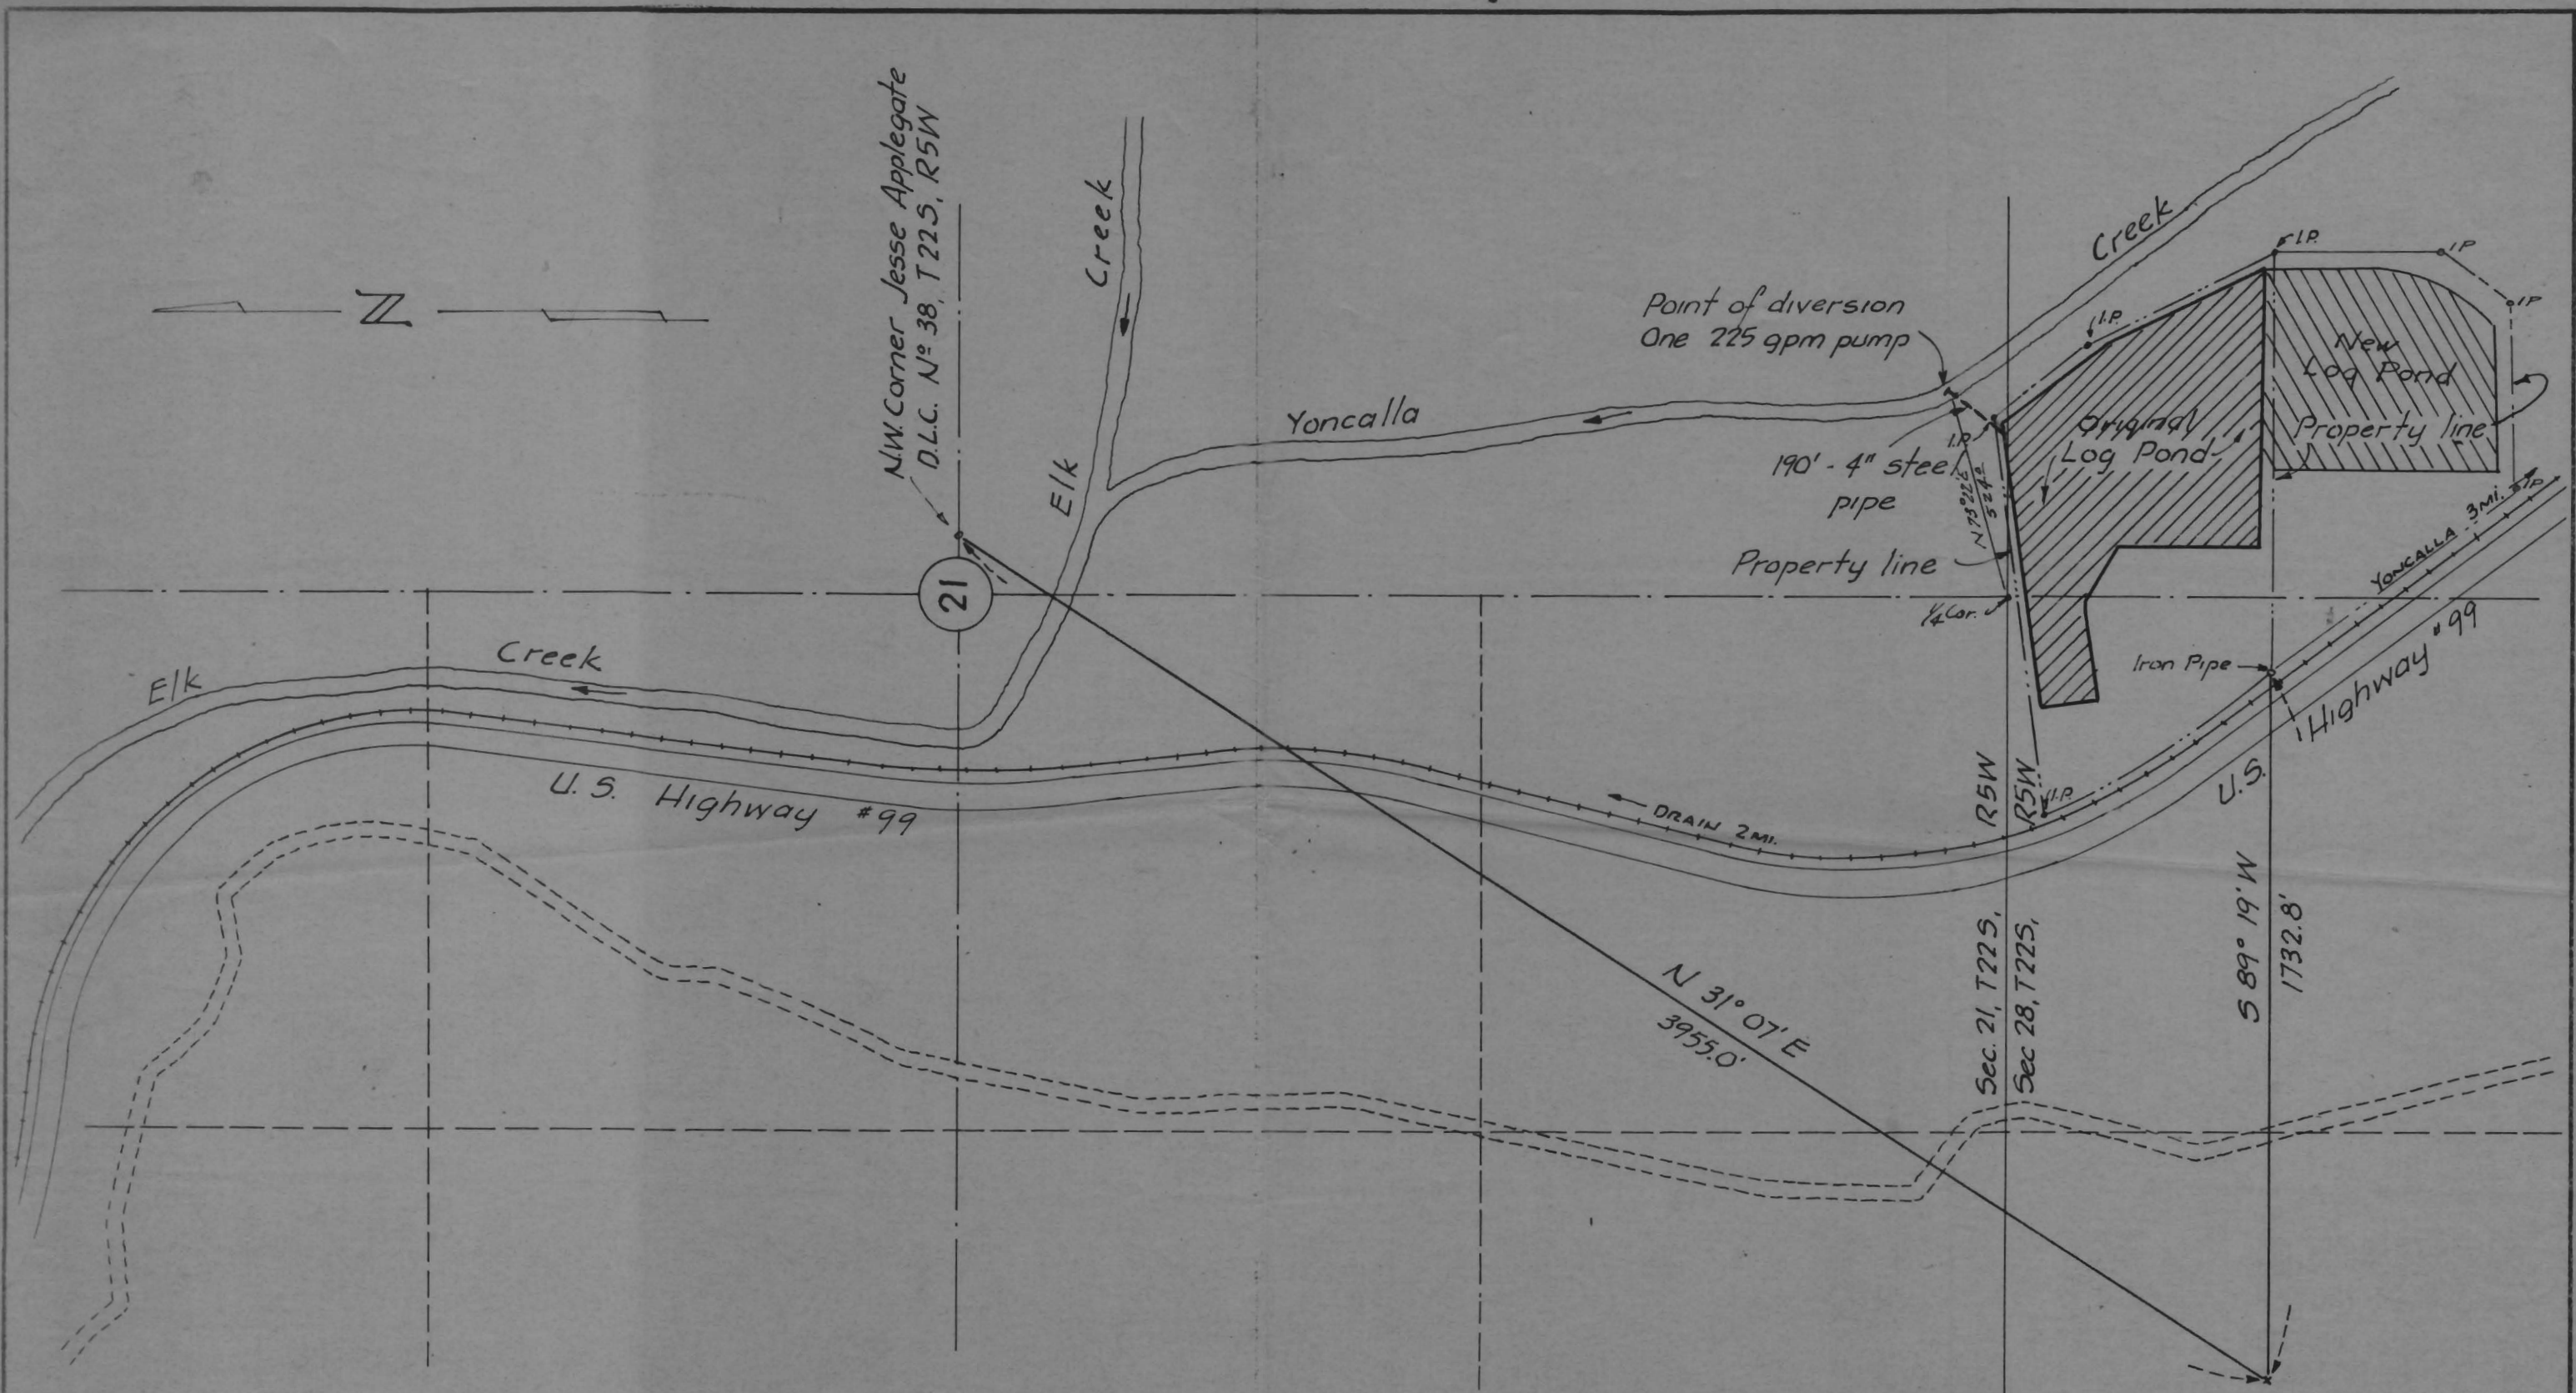 N.W. Corner Jesse Applegate
D.L.C. Nº 38, T22S, R5W
Creek
Elk
N
21
Yoncalla
Creek
Point of diversion
One 225 gpm pump
190' - 4" steel
pipe
Property line
1/4 Cor.
I.P.
I.P.
I.P.
I.P
I.P
I.P.
I.P.
Original
Log Pond
New
Log Pond
Property line
YONCALLA 3 MI.
Iron Pipe
U.S. Highway #99
Elk Creek
U.S. Highway #99
DRAIN 2 MI.
Sec. 21, T22S, R5W
Sec 28, T22S, R5W
S 89° 19' W
1732.8'
N 31° 07' E
3955.0'